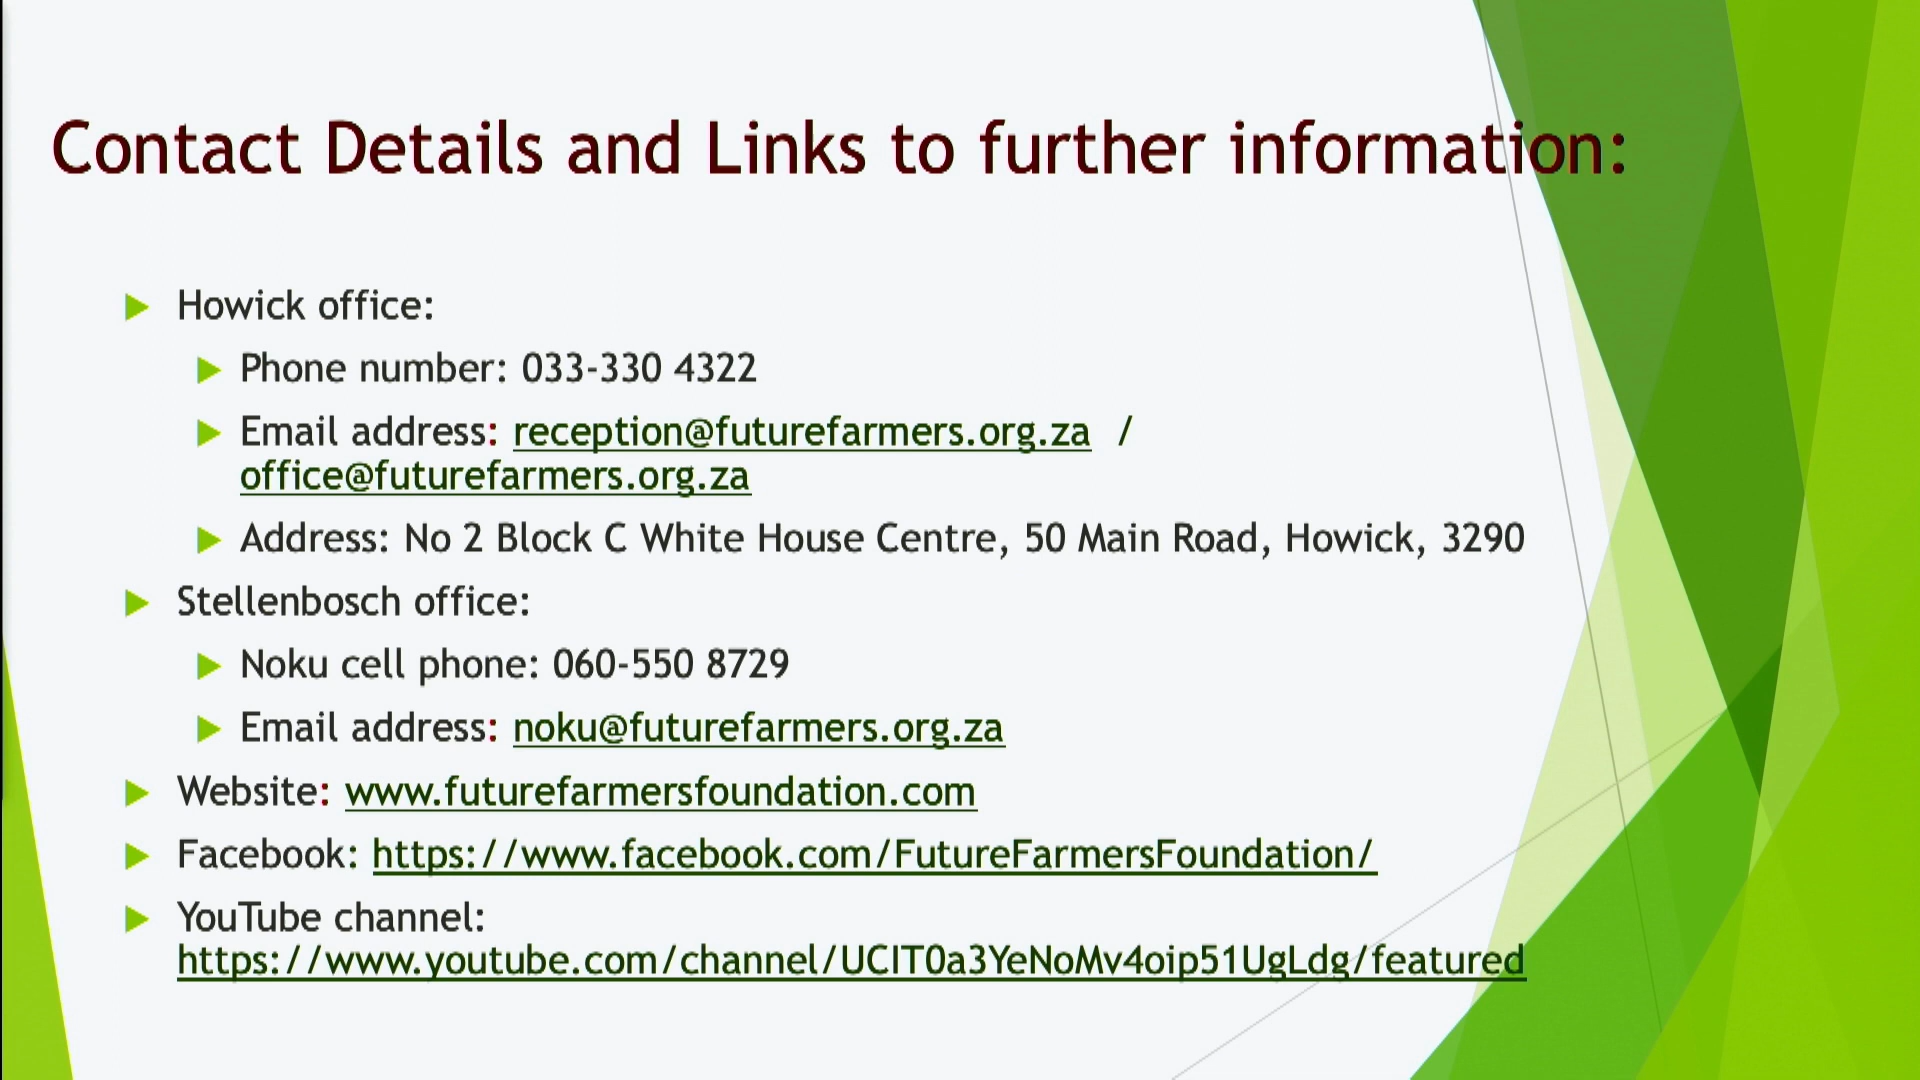 Contact Details and Links to further information:
Howick office:
Phone number: 033-330 4322
Email address: reception@futurefarmers.org.za /
office@futurefarmers.org.za
Address: No 2 Block C White House Centre, 50 Main Road, Howick, 3290
Stellenbosch office:
Noku cell phone: 060-550 8729
Email address: noku@futurefarmers.org.za
Website: www.futurefarmersfoundation.com
Facebook: https://www.facebook.com/FutureFarmersFoundation/
YouTube channel:
https://www.youtube.com/channel/UCIT0a3YeNoMv4oip51UgLdg/featured